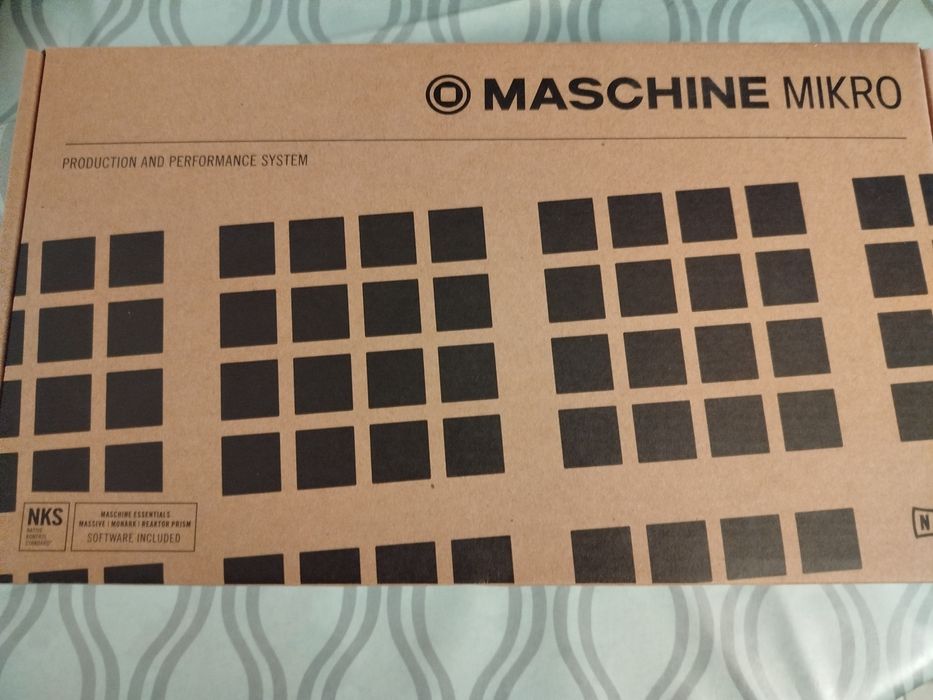 MASCHINE MIKRO
PRODUCTION AND PERFORMANCE SYSTEM
NKS
NATIVE
KONTROL
STANDARD
MASCHINE ESSENTIALS
MASSIVE | MONARK | REAKTOR PRISM
SOFTWARE INCLUDED
N